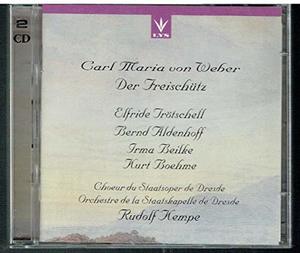 2
CD
LYS
Carl Maria von Weber
Der Freischütz
Elfride Trötschell
Bernd Aldenhoff
Irma Beilke
Kurt Boehme
Choeur du Staatsoper de Dresde
Orchestre de la Staatskapelle de Dresde
Rudolf Kempe